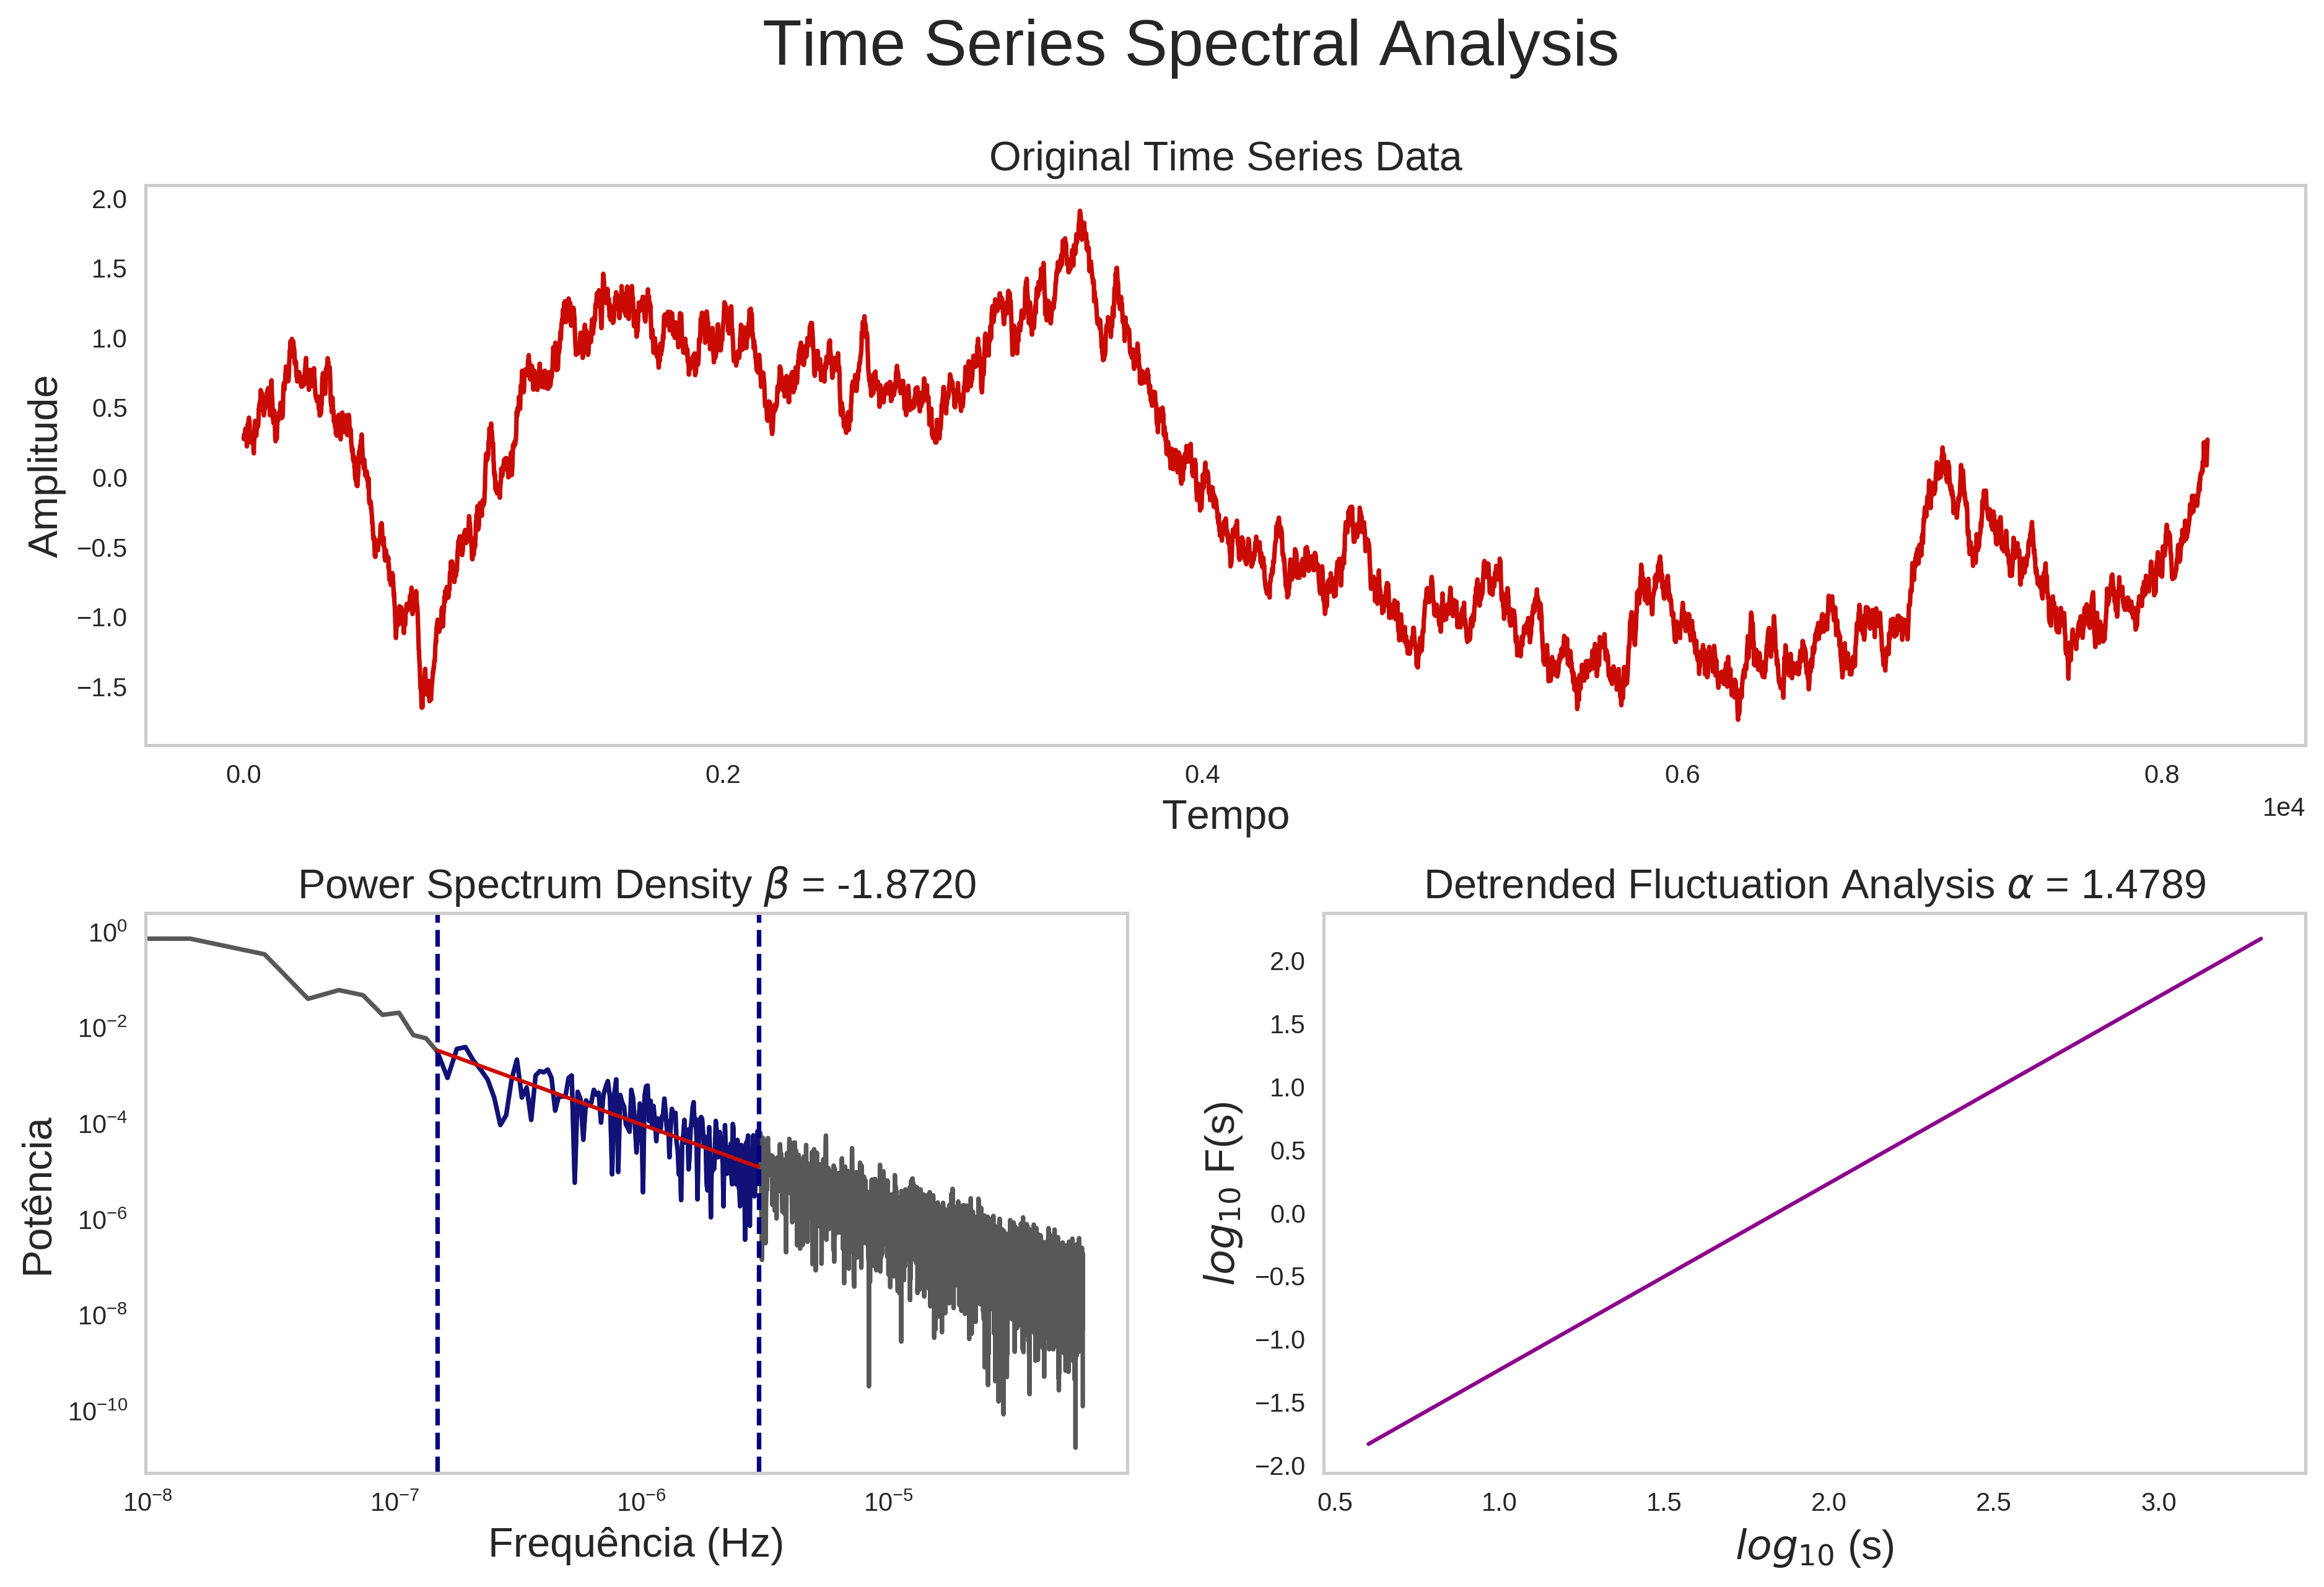 Time Series Spectral Analysis
Original Time Series Data
2.0
1.5
1.0
0.5
0.0
−0.5
−1.0
−1.5
Amplitude
0.0 0.2 0.4 0.6 0.8
1e4
Tempo
Power Spectrum Density β = -1.8720
10⁰
10⁻²
10⁻⁴
10⁻⁶
10⁻⁸
10⁻¹⁰
Potência
10⁻⁸ 10⁻⁷ 10⁻⁶ 10⁻⁵
Frequência (Hz)
Detrended Fluctuation Analysis α = 1.4789
2.0
1.5
1.0
0.5
0.0
−0.5
−1.0
−1.5
−2.0
log₁₀ F(s)
0.5 1.0 1.5 2.0 2.5 3.0
log₁₀ (s)